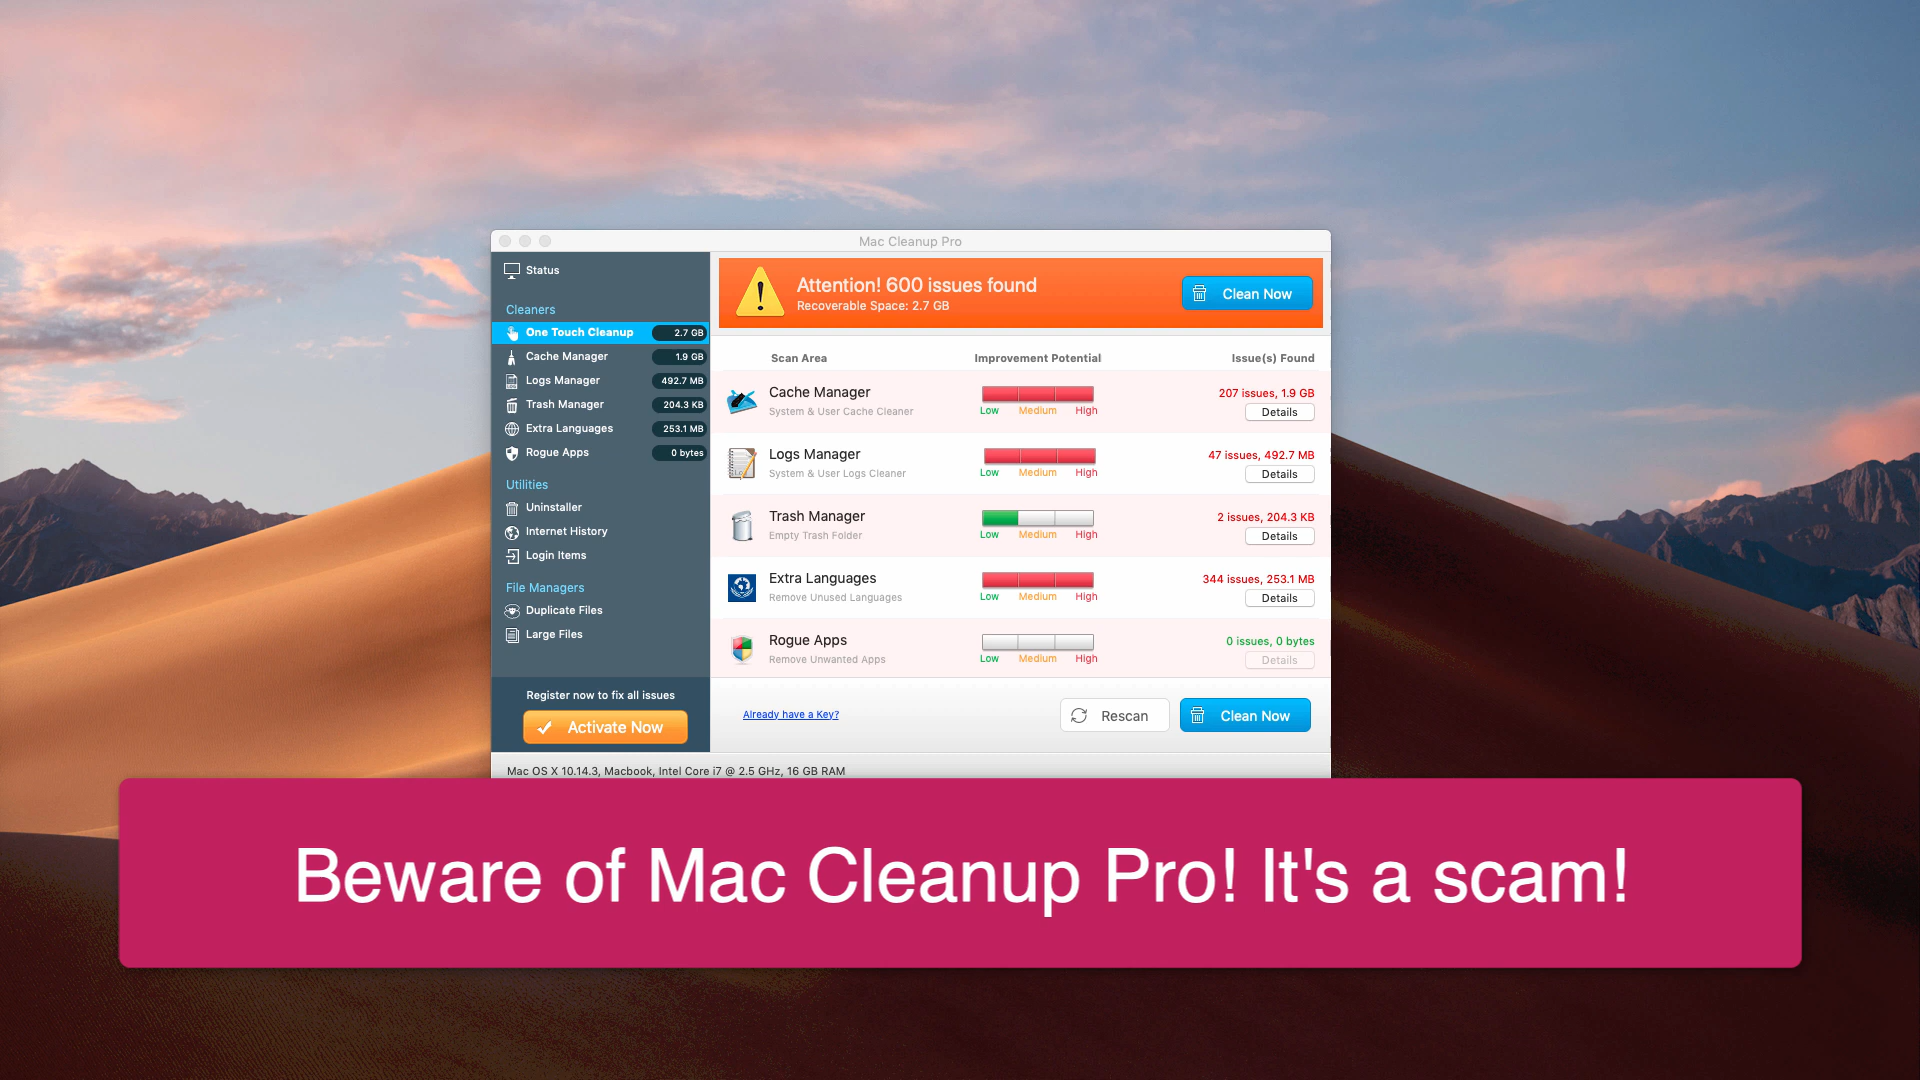 Mac Cleanup Pro
Status
Cleaners
One Touch Cleanup 2.7 GB
Cache Manager 1.9 GB
Logs Manager 492.7 MB
Trash Manager 204.3 KB
Extra Languages 253.1 MB
Rogue Apps 0 bytes
Utilities
Uninstaller
Internet History
Login Items
File Managers
Duplicate Files
Large Files
Register now to fix all issues
Activate Now
Attention! 600 issues found
Recoverable Space: 2.7 GB
Clean Now
Scan Area Improvement Potential Issue(s) Found
Cache Manager 207 issues, 1.9 GB
System & User Cache Cleaner Low Medium High Details
Logs Manager 47 issues, 492.7 MB
System & User Logs Cleaner Low Medium High Details
Trash Manager 2 issues, 204.3 KB
Empty Trash Folder Low Medium High Details
Extra Languages 344 issues, 253.1 MB
Remove Unused Languages Low Medium High Details
Rogue Apps 0 issues, 0 bytes
Remove Unwanted Apps Low Medium High Details
Already have a Key? Rescan Clean Now
Mac OS X 10.14.3, Macbook, Intel Core i7 @ 2.5 GHz, 16 GB RAM
Beware of Mac Cleanup Pro! It's a scam!